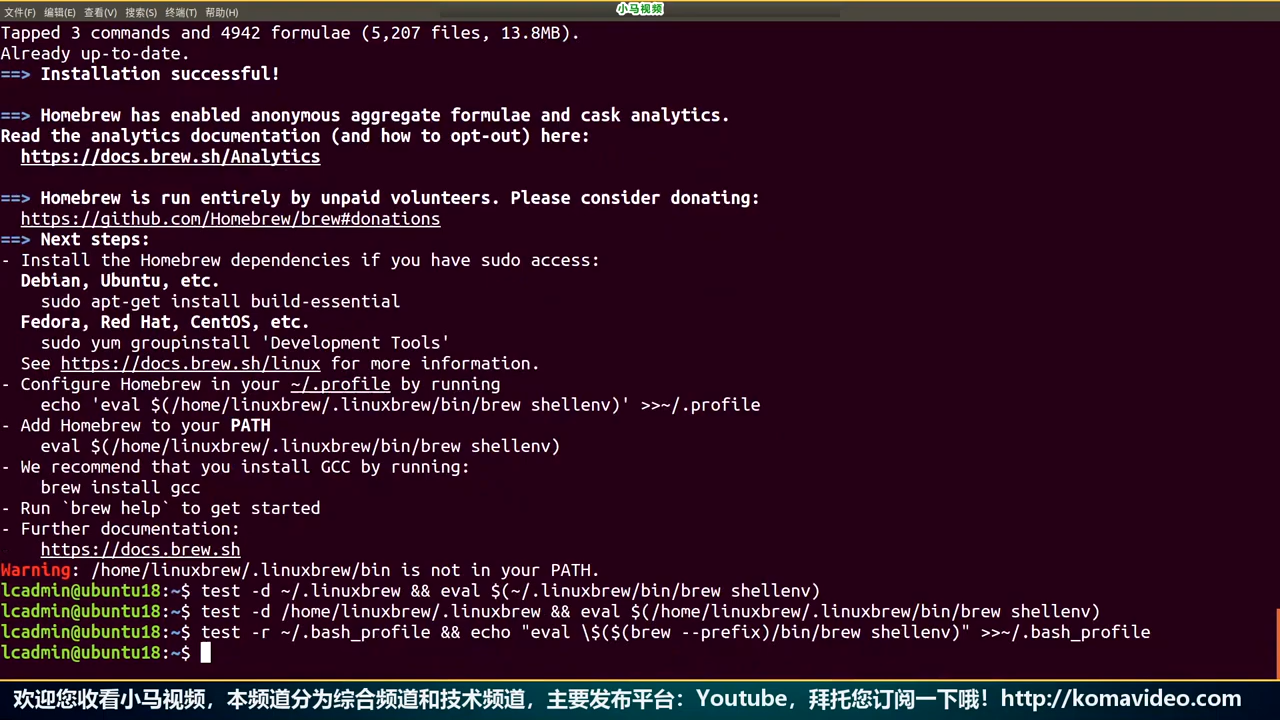 小马视频
文件(F) 编辑(E) 查看(V) 搜索(S) 终端(T) 帮助(H)
Tapped 3 commands and 4942 formulae (5,207 files, 13.8MB).
Already up-to-date.
==> Installation successful!
==> Homebrew has enabled anonymous aggregate formulae and cask analytics.
Read the analytics documentation (and how to opt-out) here:
https://docs.brew.sh/Analytics
==> Homebrew is run entirely by unpaid volunteers. Please consider donating:
https://github.com/Homebrew/brew#donations
==> Next steps:
- Install the Homebrew dependencies if you have sudo access:
Debian, Ubuntu, etc.
sudo apt-get install build-essential
Fedora, Red Hat, CentOS, etc.
sudo yum groupinstall 'Development Tools'
See https://docs.brew.sh/linux for more information.
- Configure Homebrew in your ~/.profile by running
echo 'eval $(/home/linuxbrew/.linuxbrew/bin/brew shellenv)' >>~/.profile
- Add Homebrew to your PATH
eval $(/home/linuxbrew/.linuxbrew/bin/brew shellenv)
- We recommend that you install GCC by running:
brew install gcc
- Run `brew help` to get started
- Further documentation:
https://docs.brew.sh
Warning: /home/linuxbrew/.linuxbrew/bin is not in your PATH.
lcadmin@ubuntu18:~$ test -d ~/.linuxbrew && eval $(~/.linuxbrew/bin/brew shellenv)
lcadmin@ubuntu18:~$ test -d /home/linuxbrew/.linuxbrew && eval $(/home/linuxbrew/.linuxbrew/bin/brew shellenv)
lcadmin@ubuntu18:~$ test -r ~/.bash_profile && echo "eval \$($(brew --prefix)/bin/brew shellenv)" >>~/.bash_profile
lcadmin@ubuntu18:~$
欢迎您收看小马视频，本频道分为综合频道和技术频道，主要发布平台：Youtube，拜托您订阅一下哦！http://komavideo.com